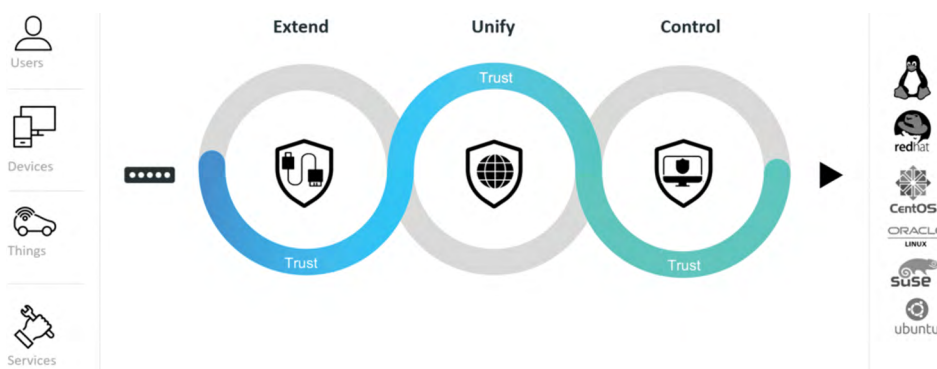 Extend
Unify
Control
Users
Devices
Things
Services
Trust
Trust
Trust
redhat
CentOS
ORACLE
LINUX
SUSE
ubuntu